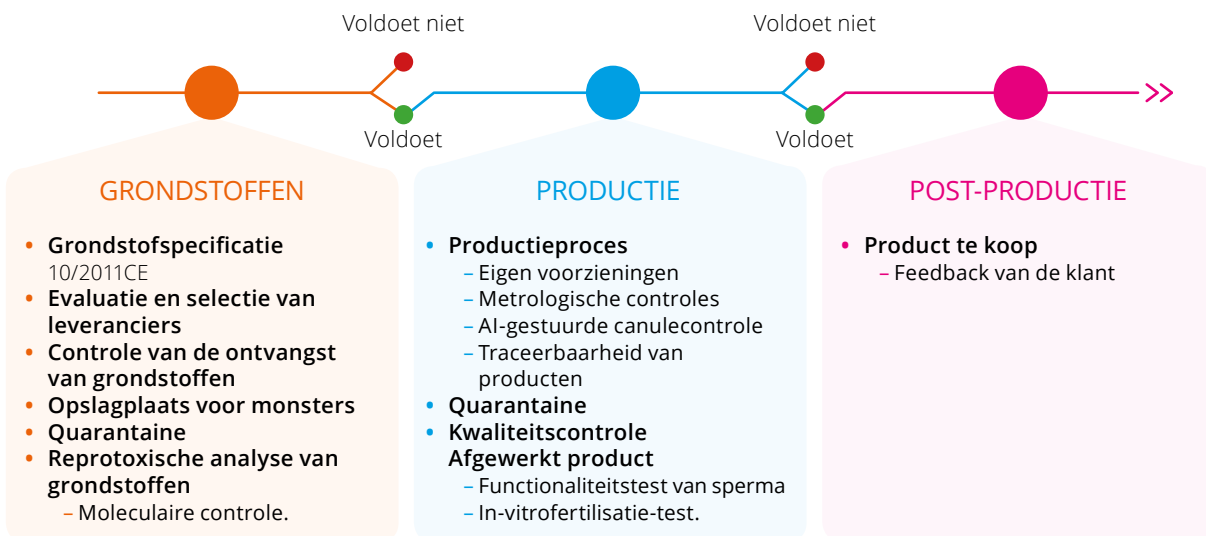 Voldoet niet
Voldoet niet
Voldoet
Voldoet
GRONDSTOFFEN
• Grondstofspecificatie
10/2011CE
• Evaluatie en selectie van
leveranciers
• Controle van de ontvangst
van grondstoffen
• Opslagplaats voor monsters
• Quarantaine
• Reprotoxische analyse van
grondstoffen
– Moleculaire controle.
PRODUCTIE
• Productieproces
– Eigen voorzieningen
– Metrologische controles
– AI-gestuurde canulecontrole
– Traceerbaarheid van
producten
• Quarantaine
• Kwaliteitscontrole
Afgewerkt product
– Functionaliteitstest van sperma
– In-vitrofertilisatie-test.
POST-PRODUCTIE
• Product te koop
– Feedback van de klant